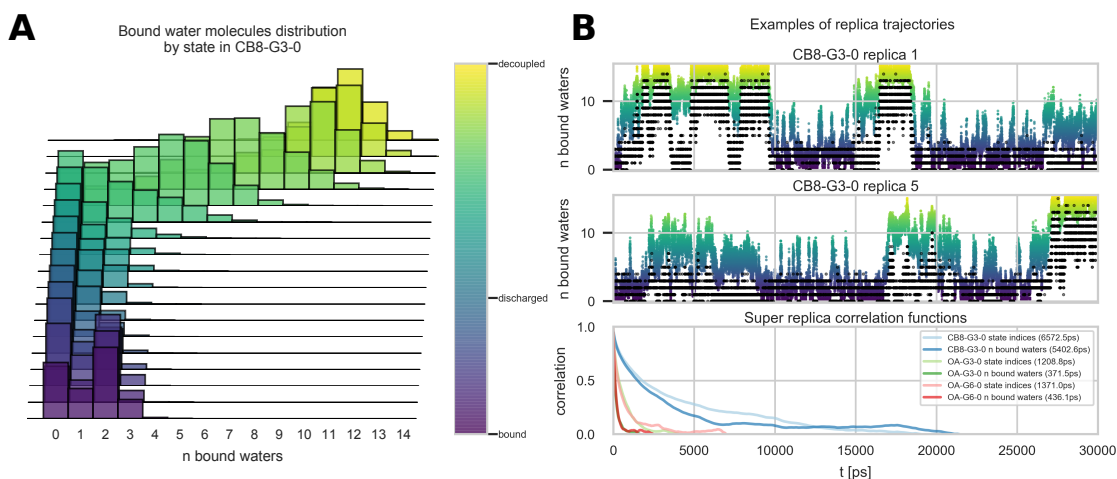 A
Bound water molecules distribution
by state in CB8-G3-0
decoupled
discharged
bound
0 1 2 3 4 5 6 7 8 9 10 11 12 13 14
n bound waters
B
Examples of replica trajectories
CB8-G3-0 replica 1
n bound waters
10
0
CB8-G3-0 replica 5
n bound waters
10
0
Super replica correlation functions
correlation
1.0
0.5
0.0
CB8-G3-0 state indices (6572.5ps)
CB8-G3-0 n bound waters (5402.6ps)
OA-G3-0 state indices (1208.8ps)
OA-G3-0 n bound waters (371.5ps)
OA-G6-0 state indices (1371.0ps)
OA-G6-0 n bound waters (436.1ps)
0 5000 10000 15000 20000 25000 30000
t [ps]